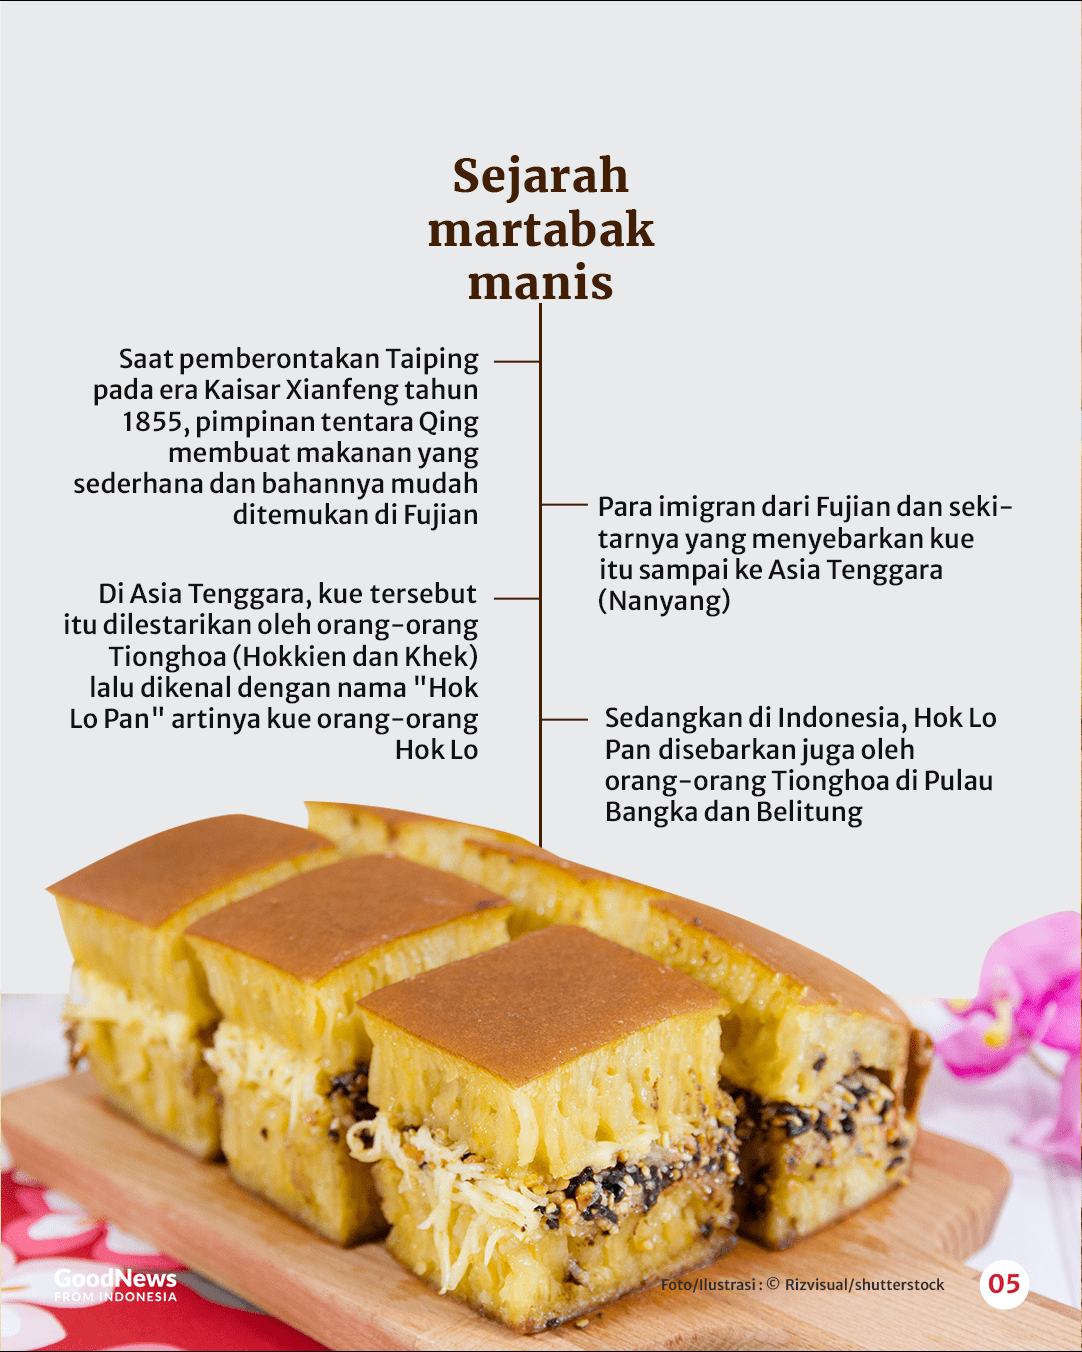 Sejarah
martabak
manis
Saat pemberontakan Taiping
pada era Kaisar Xianfeng tahun
1855, pimpinan tentara Qing
membuat makanan yang
sederhana dan bahannya mudah
ditemukan di Fujian
Para imigran dari Fujian dan seki-
tarnya yang menyebarkan kue
itu sampai ke Asia Tenggara
(Nanyang)
Di Asia Tenggara, kue tersebut
itu dilestarikan oleh orang-orang
Tionghoa (Hokkien dan Khek)
lalu dikenal dengan nama "Hok
Lo Pan" artinya kue orang-orang
Hok Lo
Sedangkan di Indonesia, Hok Lo
Pan disebarkan juga oleh
orang-orang Tionghoa di Pulau
Bangka dan Belitung
GoodNews
FROM INDONESIA
Foto/Ilustrasi : © Rizvisual/shutterstock
05